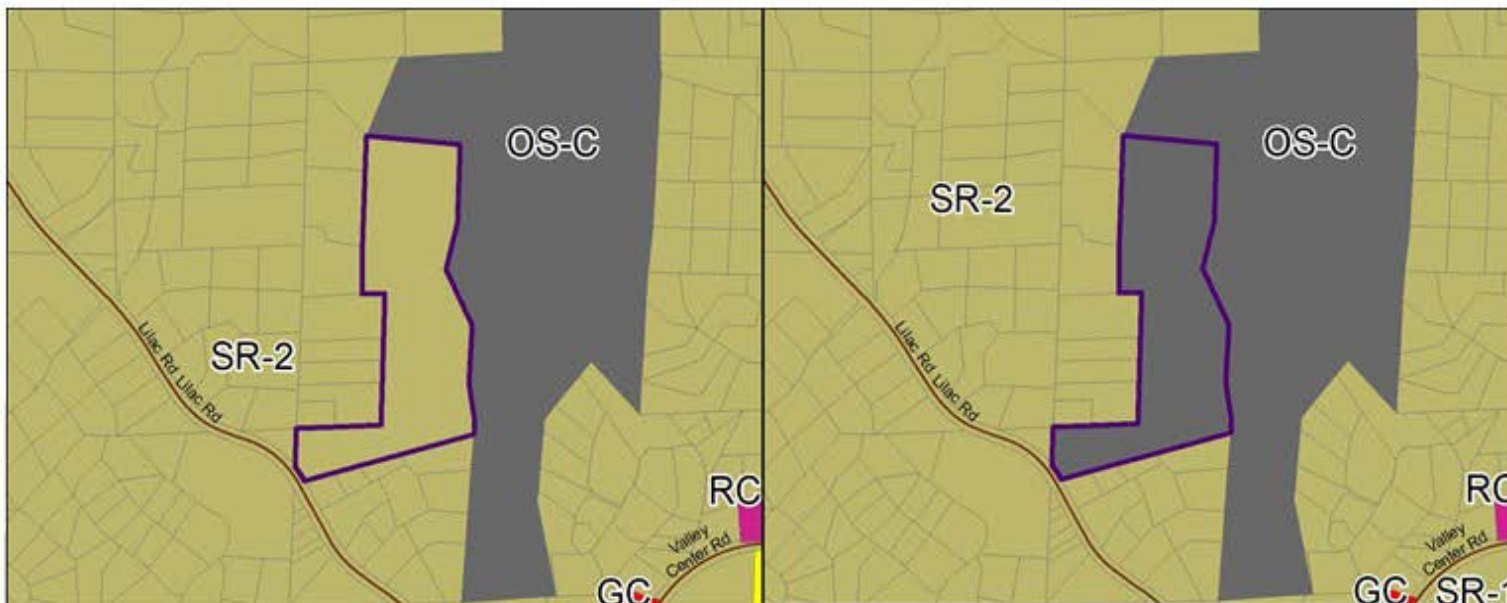 OS-C
SR-2
Lilac Rd Lilac Rd
RC
Valley
Center Rd
GC
OS-C
SR-2
Lilac Rd Lilac Rd
RC
Valley
Center Rd
GC